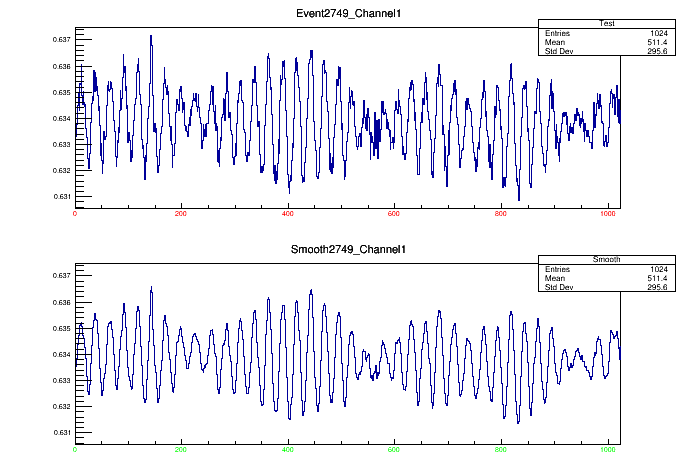 Event2749_Channel1
Test
Entries 1024
Mean 511.4
Std Dev 295.6
0.637
0.636
0.635
0.634
0.633
0.632
0.631
0 200 400 600 800 1000
Smooth2749_Channel1
Smooth
Entries 1024
Mean 511.4
Std Dev 295.6
0.637
0.636
0.635
0.634
0.633
0.632
0.631
0 200 400 600 800 1000